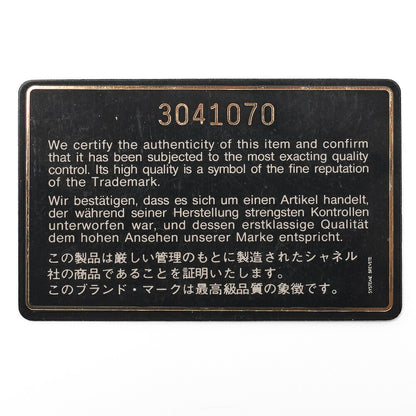 3041070
We certify the authenticity of this item and confirm
that it has been subjected to the most exacting quality
control. Its high quality is a symbol of the fine reputation
of the Trademark.
Wir bestätigen, dass es sich um einen Artikel handelt,
der während seiner Herstellung strengsten Kontrollen
unterworfen war, und dessen erstklassige Qualität
dem hohen Ansehen unserer Marke entspricht.
この製品は厳しい管理のもとに製造されたシャネル
社の商品であることを証明いたします。
このブランド・マークは最高級品質の象徴です。
SYSTEME BREVETE